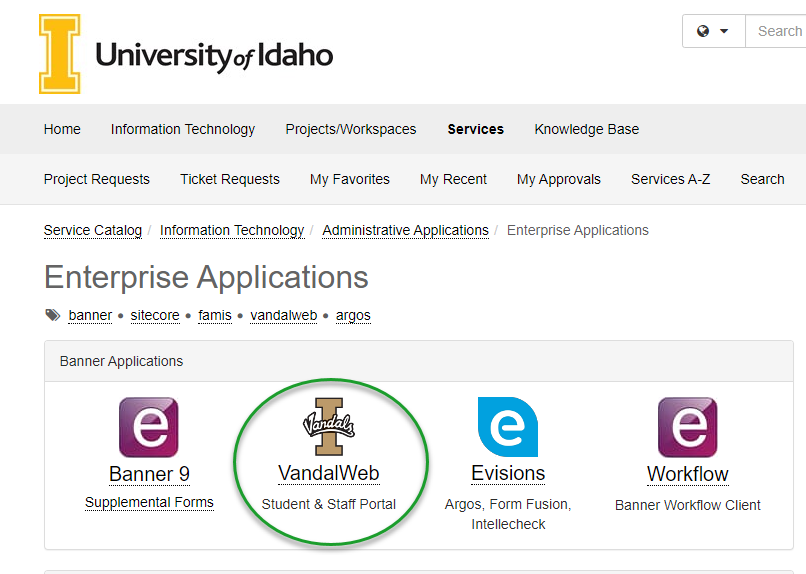 University of Idaho
Search
Home Information Technology Projects/Workspaces Services Knowledge Base
Project Requests Ticket Requests My Favorites My Recent My Approvals Services A-Z Search
Service Catalog / Information Technology / Administrative Applications / Enterprise Applications
Enterprise Applications
banner • sitecore • famis • vandalweb • argos
Banner Applications
e Vandals e e
Banner 9 VandalWeb Evisions Workflow
Supplemental Forms Student & Staff Portal Argos, Form Fusion, Banner Workflow Client
Intellecheck